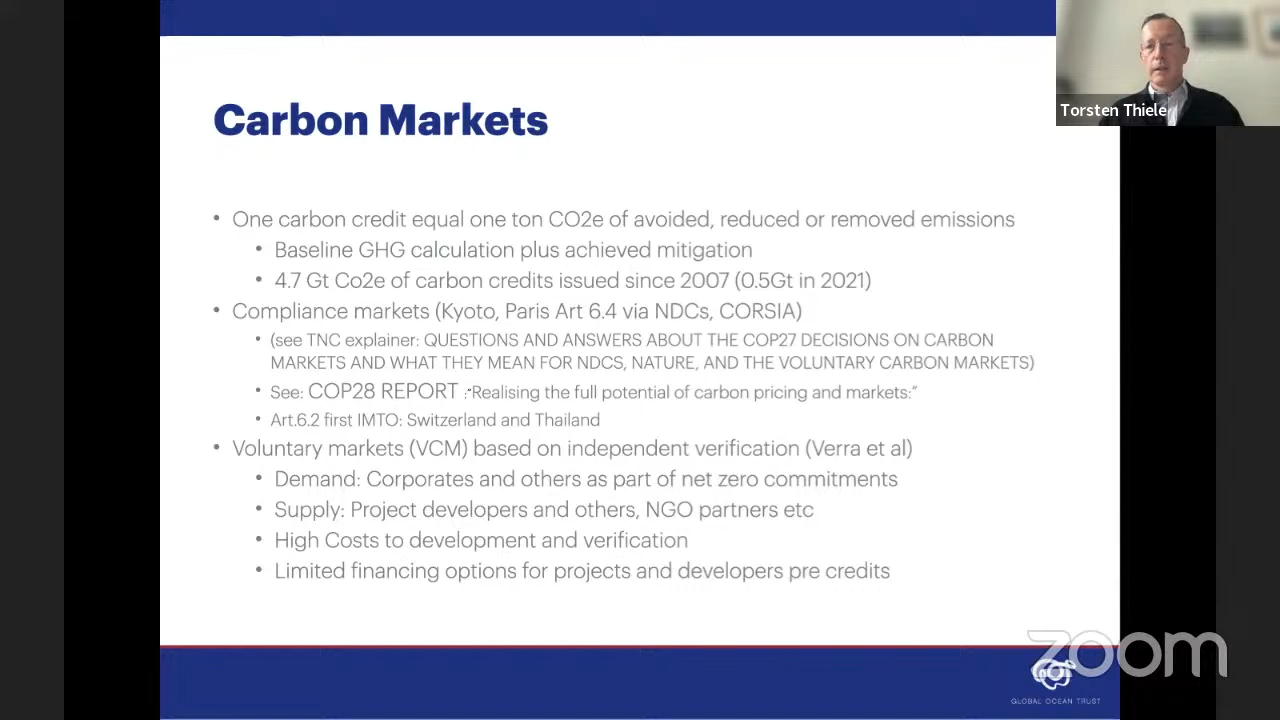 Torsten Thiele
Carbon Markets
• One carbon credit equal one ton CO2e of avoided, reduced or removed emissions
• Baseline GHG calculation plus achieved mitigation
• 4.7 Gt Co2e of carbon credits issued since 2007 (0.5Gt in 2021)
• Compliance markets (Kyoto, Paris Art 6.4 via NDCs, CORSIA)
• (see TNC explainer: QUESTIONS AND ANSWERS ABOUT THE COP27 DECISIONS ON CARBON
MARKETS AND WHAT THEY MEAN FOR NDCS, NATURE, AND THE VOLUNTARY CARBON MARKETS)
• See: COP28 REPORT :“Realising the full potential of carbon pricing and markets:”
• Art.6.2 first IMTO: Switzerland and Thailand
• Voluntary markets (VCM) based on independent verification (Verra et al)
• Demand: Corporates and others as part of net zero commitments
• Supply: Project developers and others, NGO partners etc
• High Costs to development and verification
• Limited financing options for projects and developers pre credits
zoom
GLOBAL OCEAN TRUST